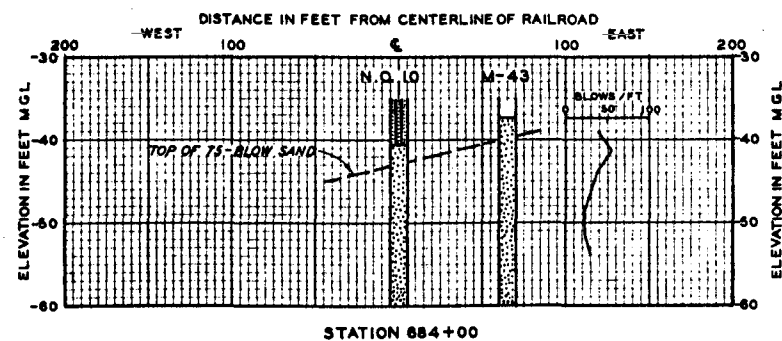 DISTANCE IN FEET FROM CENTERLINE OF RAILROAD
WEST
EAST
200 100 ℄ 100 200
-30 -30
N.O. 10 M-43
BLOWS / FT
0 50 100
-40 -40
TOP OF 75-BLOW SAND
-50 -50
-60 -60
ELEVATION IN FEET MGL
ELEVATION IN FEET MGL
STATION 684+00